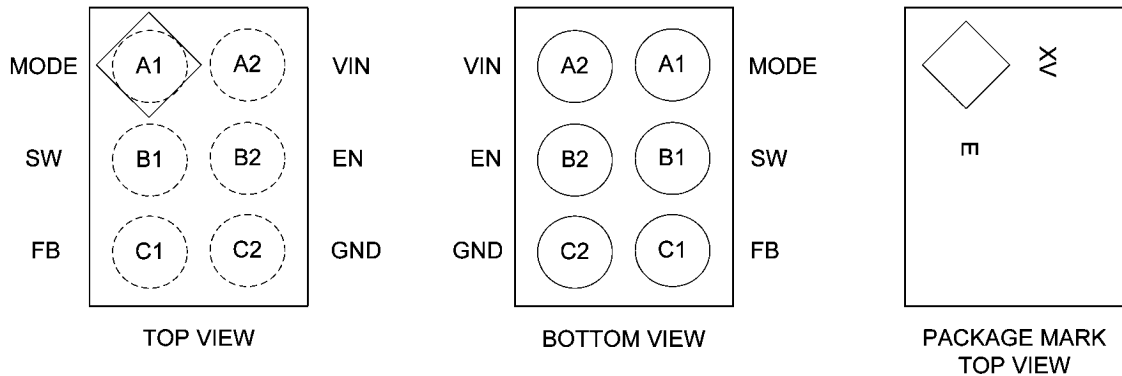 MODE A1 A2 VIN
SW B1 B2 EN
FB C1 C2 GND
TOP VIEW
VIN A2 A1 MODE
EN B2 B1 SW
GND C2 C1 FB
BOTTOM VIEW
XV
E
PACKAGE MARK
TOP VIEW